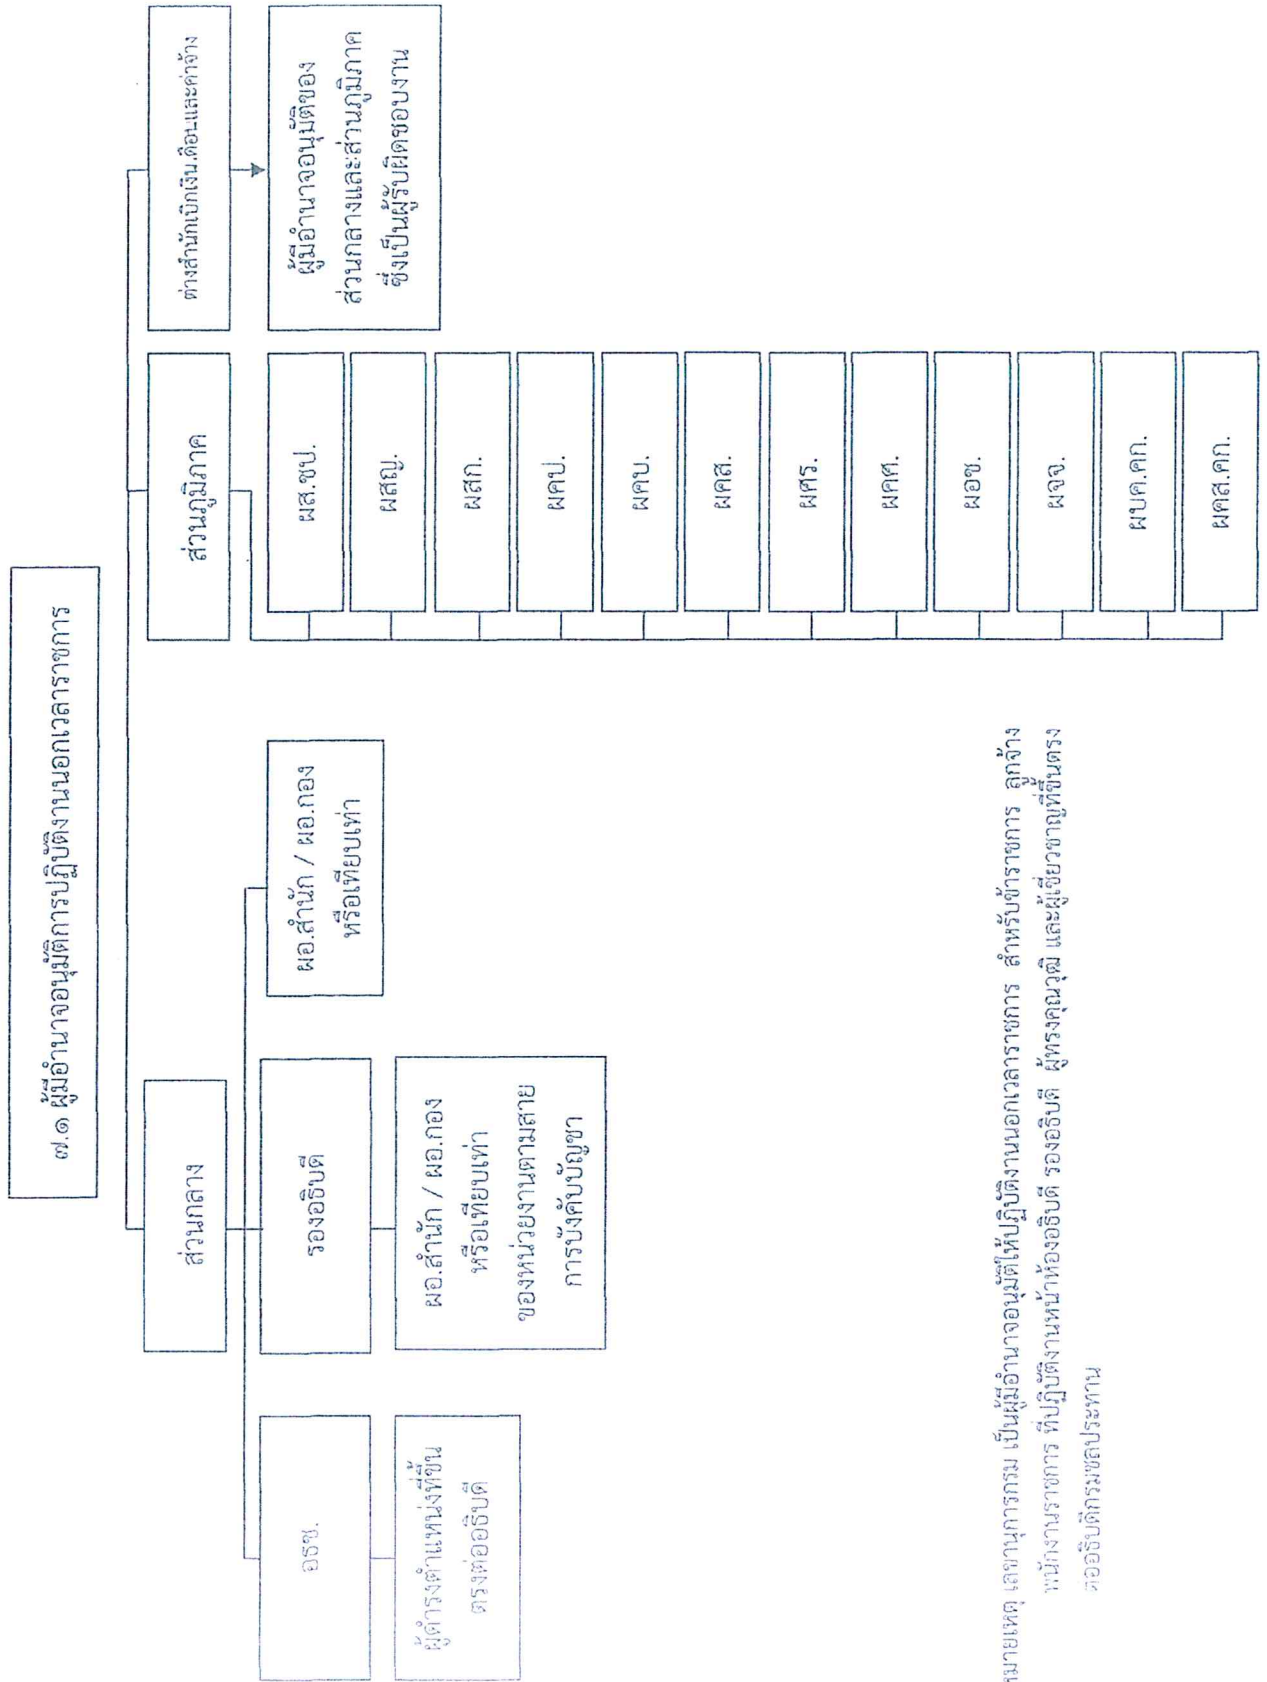 ๗.๑ ผู้มีอำนาจอนุมัติการปฏิบัติงานนอกเวลาราชการ
ส่วนกลาง
ส่วนภูมิภาค
ต่างสำนักเบิกเงินเดือนและค่าจ้าง
อธช.
รองอธิบดี
ผอ.สำนัก / ผอ.กอง
หรือเทียบเท่า
ผู้ดำรงตำแหน่งที่ขึ้น
ตรงต่ออธิบดี
ผอ.สำนัก / ผอ.กอง
หรือเทียบเท่า
ของหน่วยงานตามสาย
การบังคับบัญชา
ผส.ชป.
ผสญ.
ผสก.
ผคป.
ผคบ.
ผคส.
ผศร.
ผคศ.
ผอช.
ผจจ.
ผบค.คก.
ผคส.คก.
ผู้มีอำนาจอนุมัติของ
ส่วนกลางและส่วนภูมิภาค
ซึ่งเป็นผู้รับผิดชอบงาน
หมายเหตุ เลขานุการกรม เป็นผู้มีอำนาจอนุมัติให้ปฏิบัติงานนอกเวลาราชการ สำหรับข้าราชการ ลูกจ้าง
พนักงานราชการ ที่ปฏิบัติงานหน้าห้องอธิบดี รองอธิบดี ผู้ทรงคุณวุฒิ และผู้เชี่ยวชาญที่ขึ้นตรง
ต่ออธิบดีกรมชลประทาน